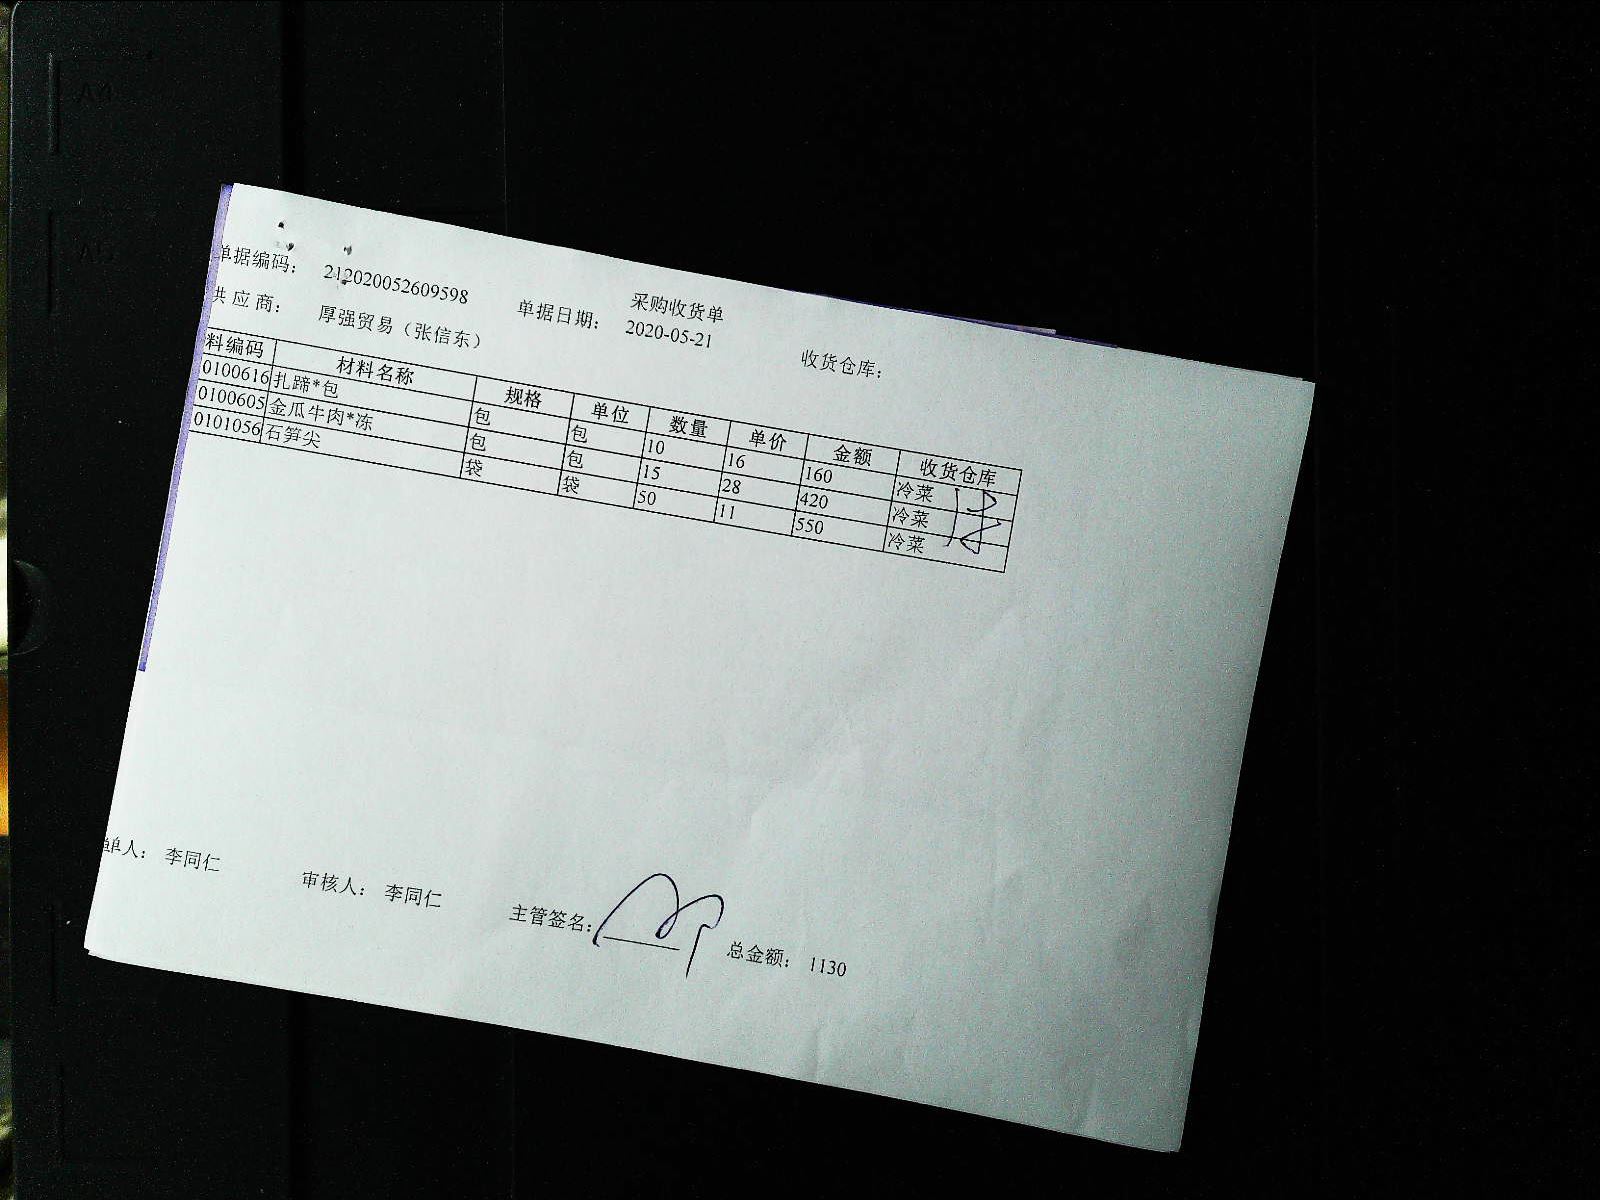 采购收货单
单据编码： 212020052609598 单据日期： 2020-05-21 收货仓库：
供应商： 厚强贸易（张信东）
料编码 材料名称 规格 单位 数量 单价 金额 收货仓库
0100616 扎蹄*包 包 包 10 16 160 冷菜
0100605 金瓜牛肉*冻 包 包 15 28 420 冷菜
0101056 石笋尖 袋 袋 50 11 550 冷菜
单人： 李同仁 审核人： 李同仁 主管签名： 总金额： 1130
A4
A5